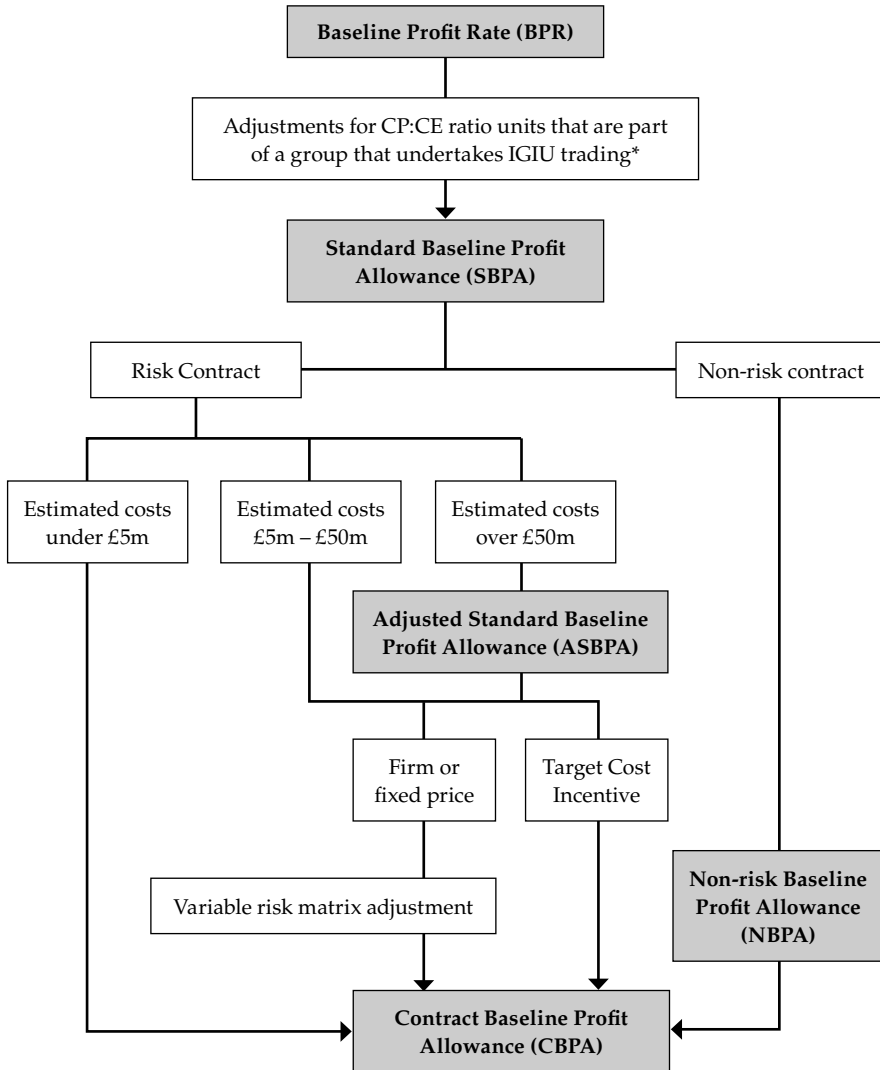 Baseline Profit Rate (BPR)
Adjustments for CP:CE ratio units that are part
of a group that undertakes IGIU trading*
Standard Baseline Profit
Allowance (SBPA)
Risk Contract
Non-risk contract
Estimated costs
under £5m
Estimated costs
£5m – £50m
Estimated costs
over £50m
Adjusted Standard Baseline
Profit Allowance (ASBPA)
Firm or
fixed price
Target Cost
Incentive
Variable risk matrix adjustment
Non-risk Baseline
Profit Allowance
(NBPA)
Contract Baseline Profit
Allowance (CBPA)